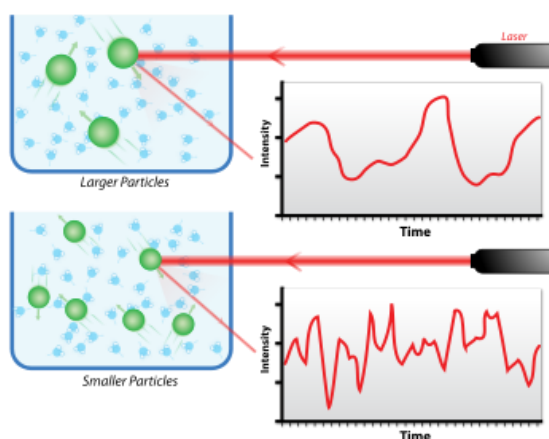 Laser
Intensity
Time
Larger Particles
Intensity
Time
Smaller Particles